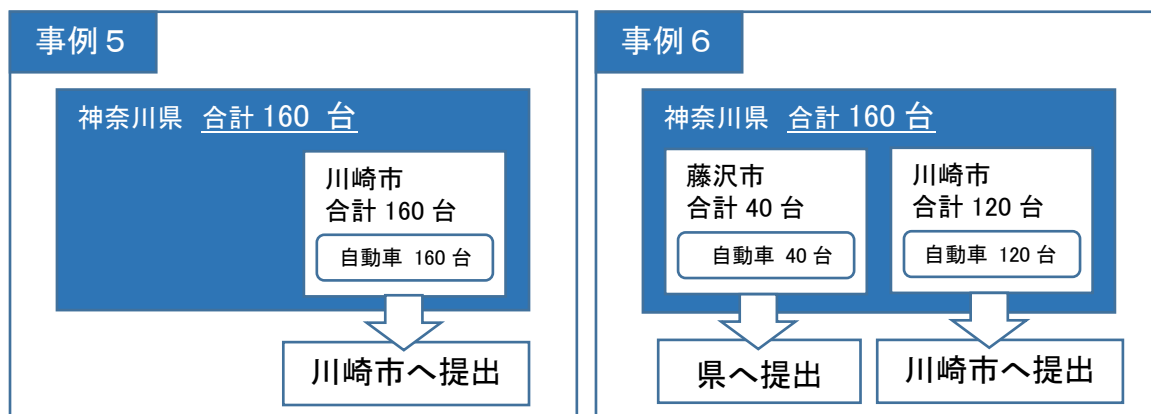 事例５
神奈川県 合計 160 台
川崎市
合計 160 台
自動車 160 台
川崎市へ提出
事例６
神奈川県 合計 160 台
藤沢市
合計 40 台
自動車 40 台
県へ提出
川崎市
合計 120 台
自動車 120 台
川崎市へ提出